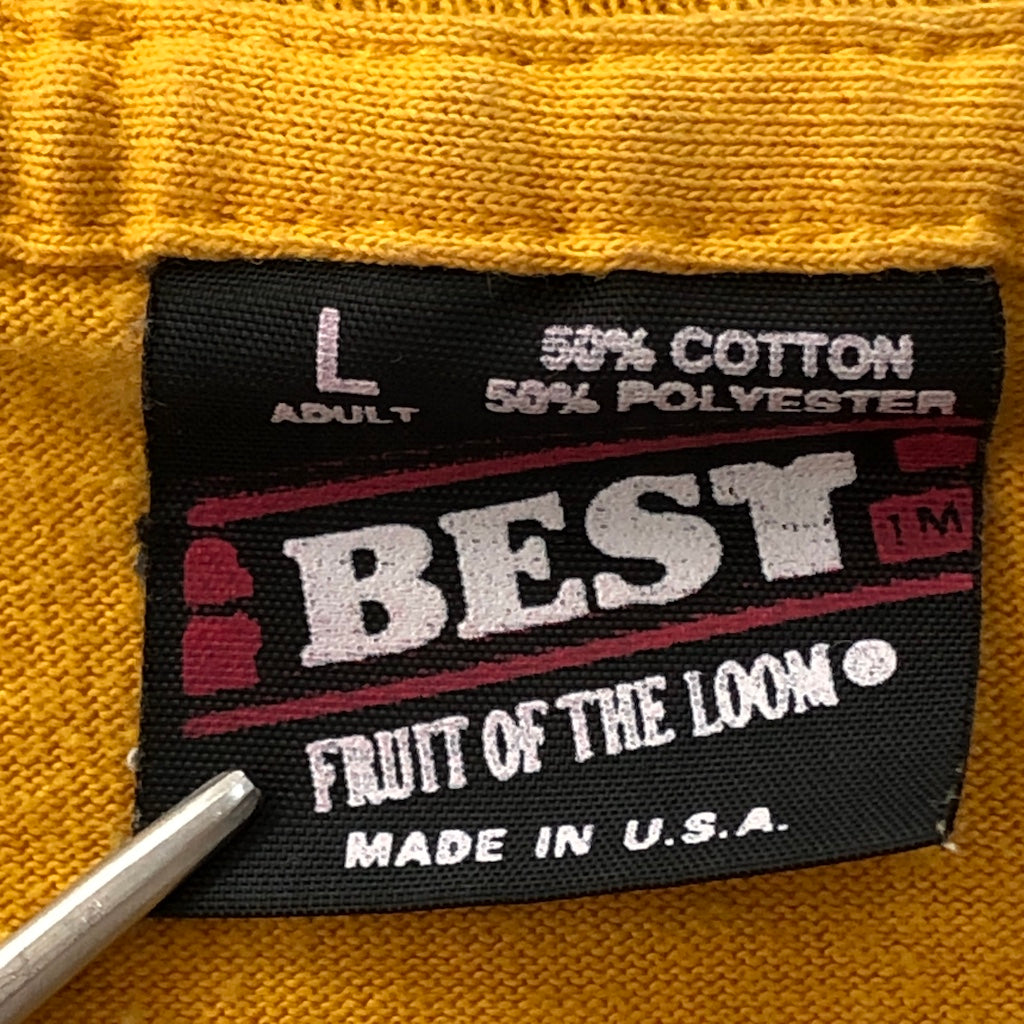 L
ADULT
50% COTTON
50% POLYESTER
BEST
TM
FRUIT OF THE LOOM®
MADE IN U.S.A.